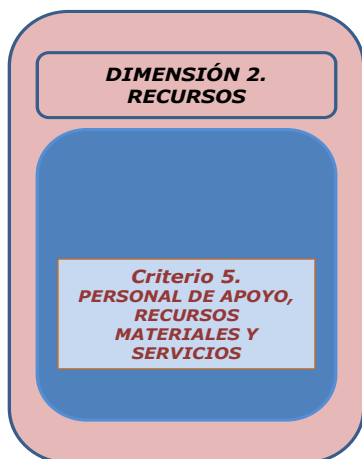 DIMENSIÓN 2.
RECURSOS
Criterio 5.
PERSONAL DE APOYO,
RECURSOS
MATERIALES Y
SERVICIOS